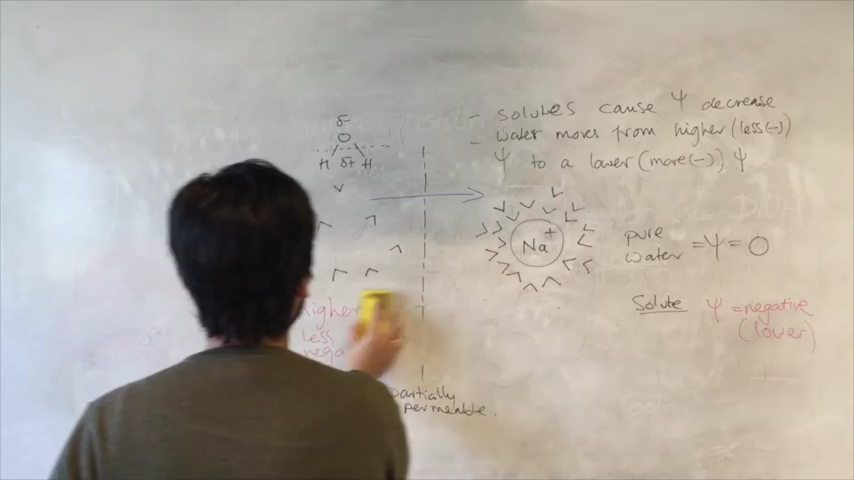 δ-
O
H δ+ H
- solutes cause Ψ decrease
- water moves from higher (less(-))
Ψ to a lower (more(-)) Ψ
Na+
pure
water = Ψ = O
Solute Ψ = negative
(lower)
higher
less
nega
partially
permeable.